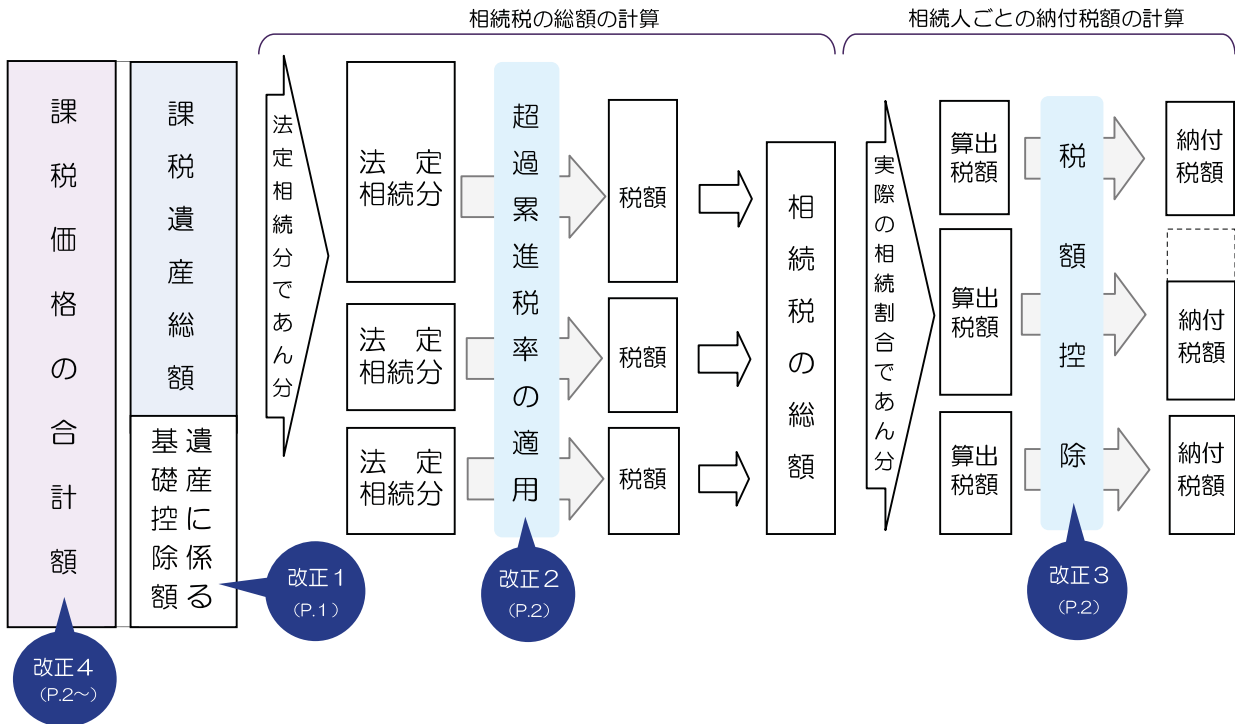 相続税の総額の計算
相続人ごとの納付税額の計算
課税価格の合計額
課税遺産総額
遺産に係る
基礎控除額
法定相続分であん分
法定
相続分
法定
相続分
法定
相続分
超過累進税率の適用
税額
税額
税額
相続税の総額
実際の相続割合であん分
算出
税額
算出
税額
算出
税額
税額控除
納付
税額
納付
税額
納付
税額
改正1
(P.1)
改正2
(P.2)
改正3
(P.2)
改正4
(P.2~)